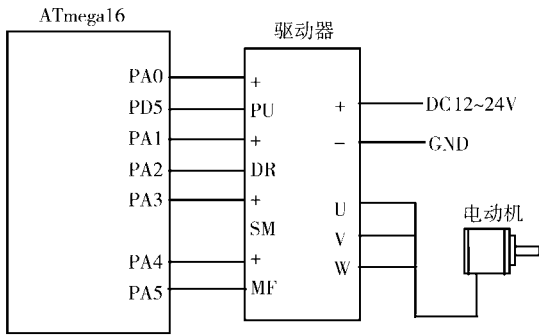 ATmega16
驱动器
PA0
+
PD5
PU
+
DC12~24V
PA1
+
-
GND
PA2
DR
PA3
+
U
电动机
SM
V
PA4
+
W
PA5
MF